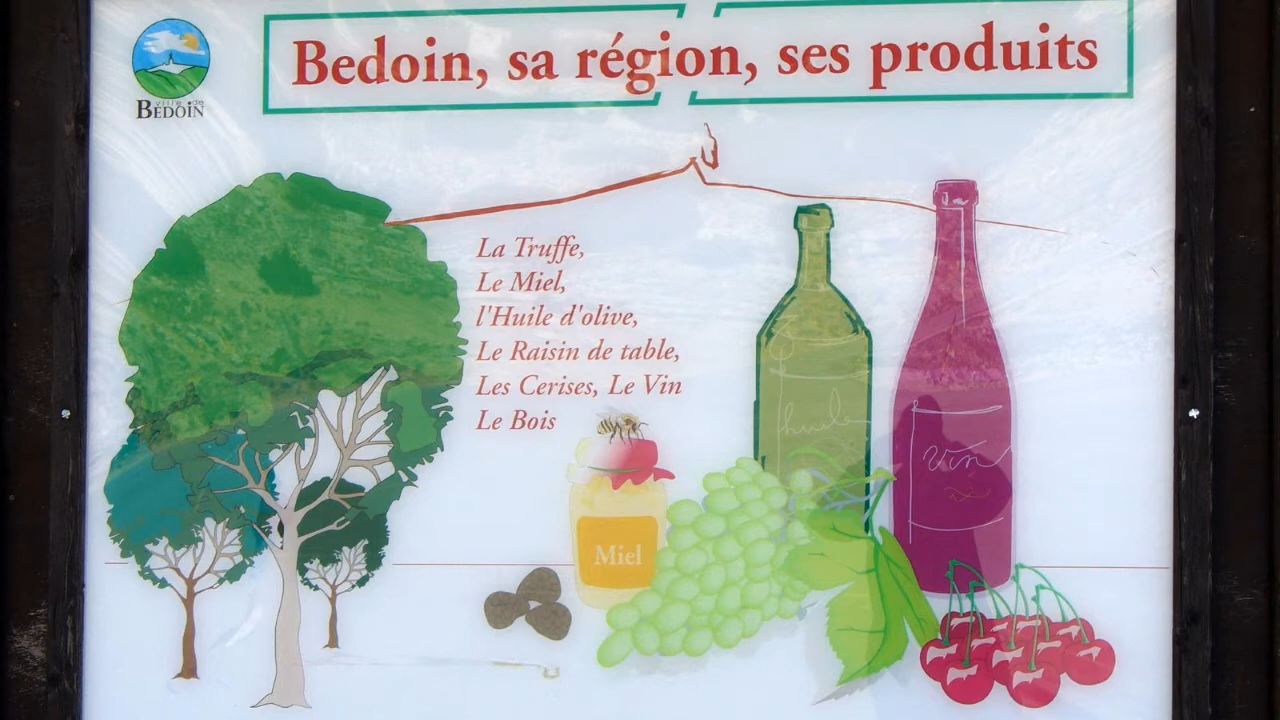 Bedoin, sa région, ses produits
ville de
BEDOIN
La Truffe,
Le Miel,
l'Huile d'olive,
Le Raisin de table,
Les Cerises, Le Vin
Le Bois
huile
vin
Miel